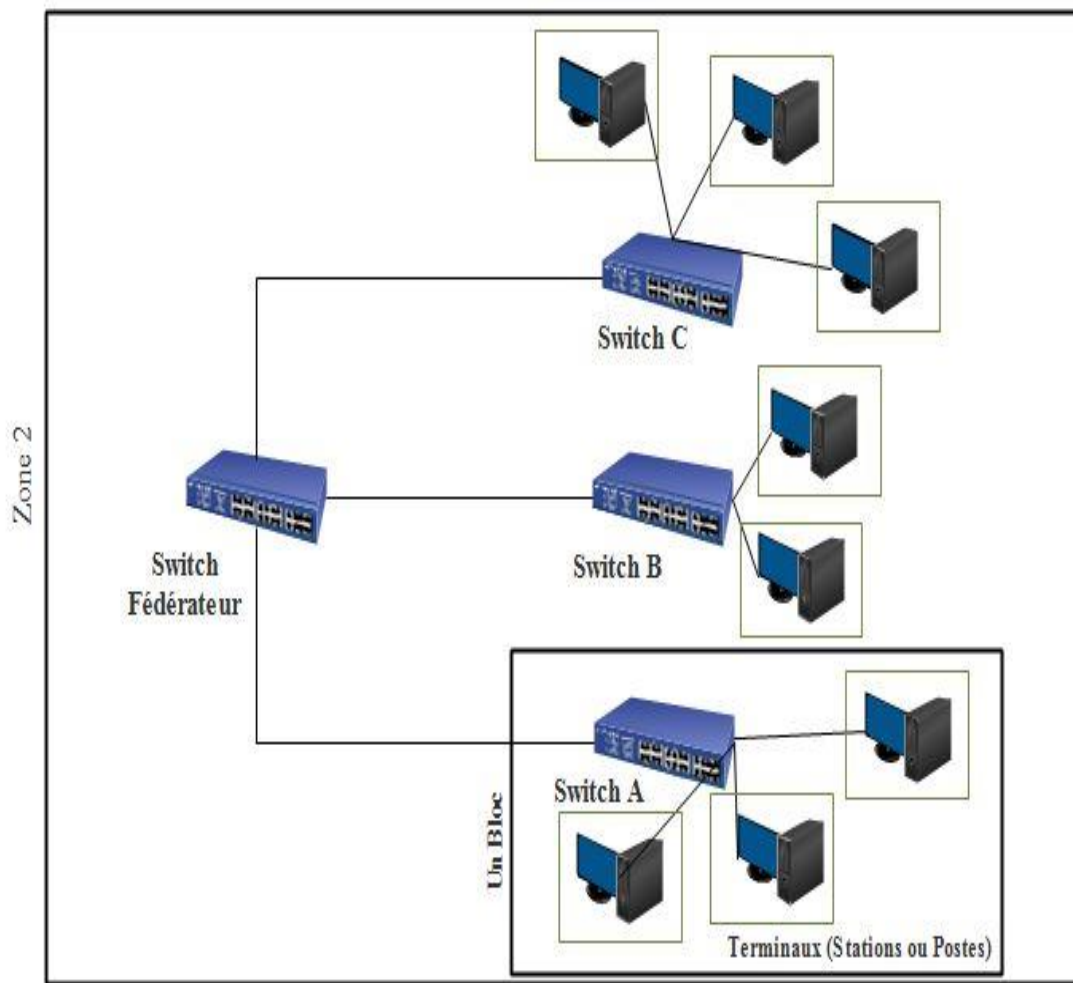 Zone 2
Switch C
Switch
Fédérateur
Switch B
Un Bloc
Switch A
Terminaux (Stations ou Postes)